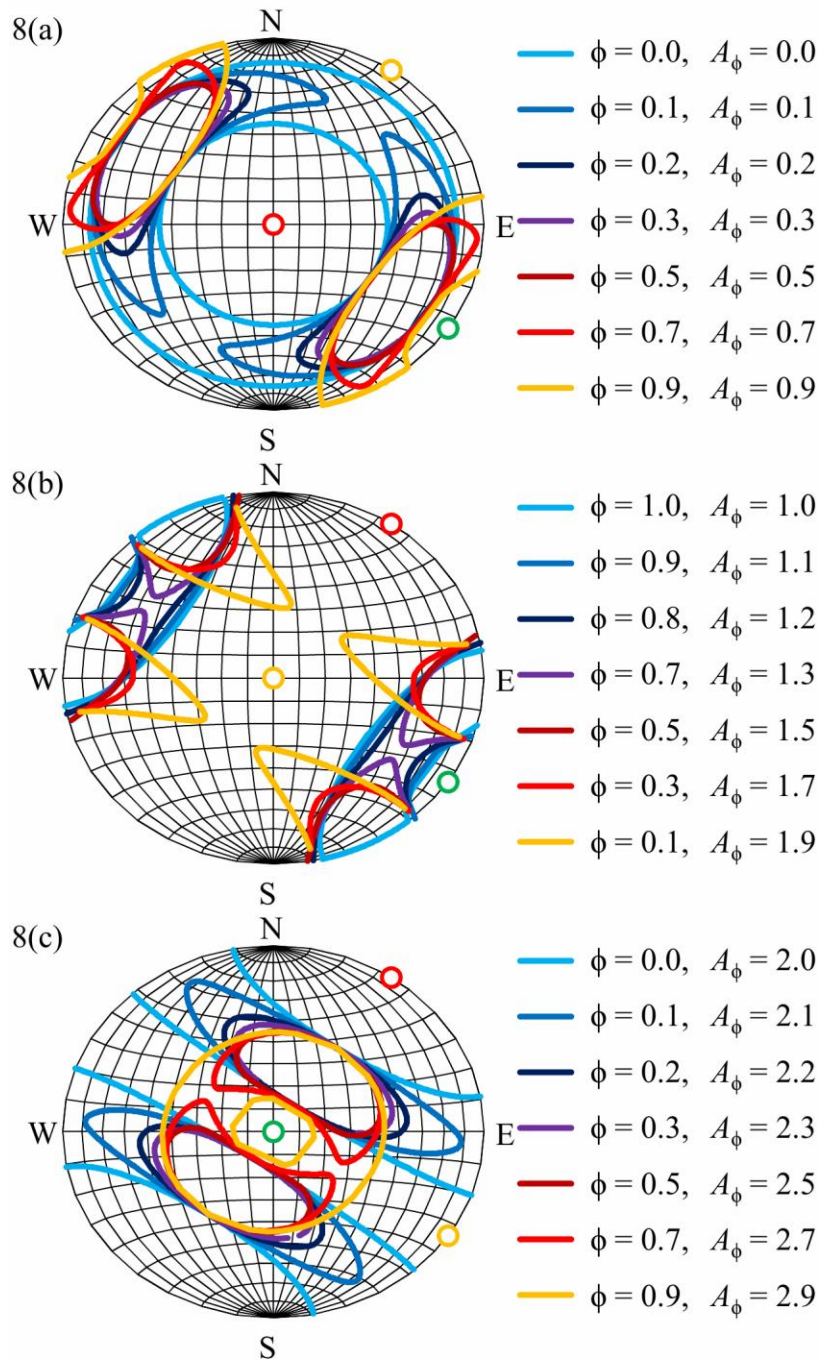 8(a)
N
ϕ = 0.0, A_ϕ = 0.0
ϕ = 0.1, A_ϕ = 0.1
ϕ = 0.2, A_ϕ = 0.2
W
E
ϕ = 0.3, A_ϕ = 0.3
ϕ = 0.5, A_ϕ = 0.5
ϕ = 0.7, A_ϕ = 0.7
ϕ = 0.9, A_ϕ = 0.9
S
8(b)
N
ϕ = 1.0, A_ϕ = 1.0
ϕ = 0.9, A_ϕ = 1.1
ϕ = 0.8, A_ϕ = 1.2
W
E
ϕ = 0.7, A_ϕ = 1.3
ϕ = 0.5, A_ϕ = 1.5
ϕ = 0.3, A_ϕ = 1.7
ϕ = 0.1, A_ϕ = 1.9
S
8(c)
N
ϕ = 0.0, A_ϕ = 2.0
ϕ = 0.1, A_ϕ = 2.1
ϕ = 0.2, A_ϕ = 2.2
W
E
ϕ = 0.3, A_ϕ = 2.3
ϕ = 0.5, A_ϕ = 2.5
ϕ = 0.7, A_ϕ = 2.7
ϕ = 0.9, A_ϕ = 2.9
S